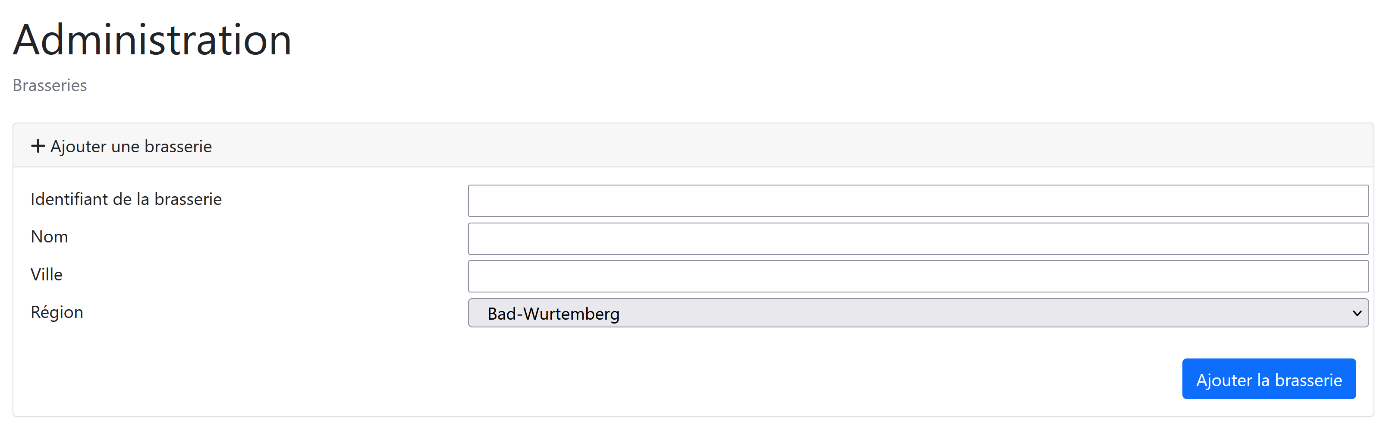 Administration
Brasseries
Ajouter une brasserie
Identifiant de la brasserie
Nom
Ville
Région
Bad-Wurtemberg
Ajouter la brasserie